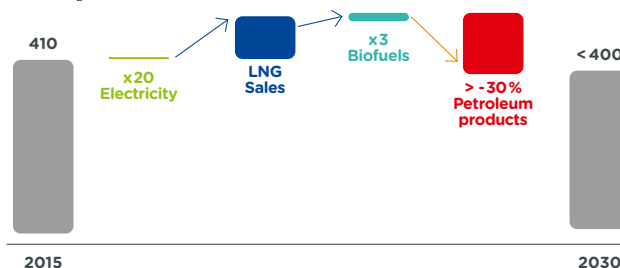 410
x20
Electricity
LNG
Sales
x3
Biofuels
> -30%
Petroleum
products
<400
2015
2030